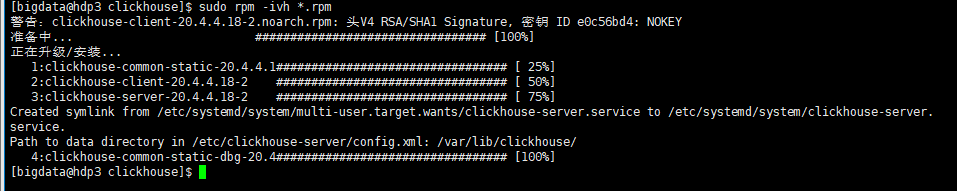 [bigdata@hdp3 clickhouse]$ sudo rpm -ivh *.rpm
警告：clickhouse-client-20.4.4.18-2.noarch.rpm: 头V4 RSA/SHA1 Signature, 密钥 ID e0c56bd4: NOKEY
准备中... ################################# [100%]
正在升级/安装...
1:clickhouse-common-static-20.4.4.1################################# [ 25%]
2:clickhouse-client-20.4.4.18-2 ################################# [ 50%]
3:clickhouse-server-20.4.4.18-2 ################################# [ 75%]
Created symlink from /etc/systemd/system/multi-user.target.wants/clickhouse-server.service to /etc/systemd/system/clickhouse-server.
service.
Path to data directory in /etc/clickhouse-server/config.xml: /var/lib/clickhouse/
4:clickhouse-common-static-dbg-20.4################################# [100%]
[bigdata@hdp3 clickhouse]$